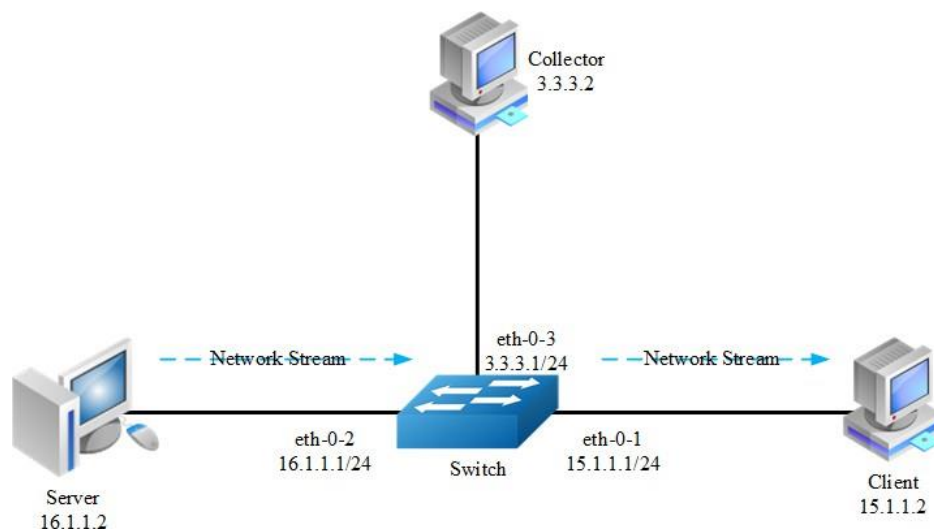 Collector
3.3.3.2
eth-0-3
3.3.3.1/24
Network Stream
Network Stream
eth-0-2
16.1.1.1/24
Switch
eth-0-1
15.1.1.1/24
Server
16.1.1.2
Client
15.1.1.2